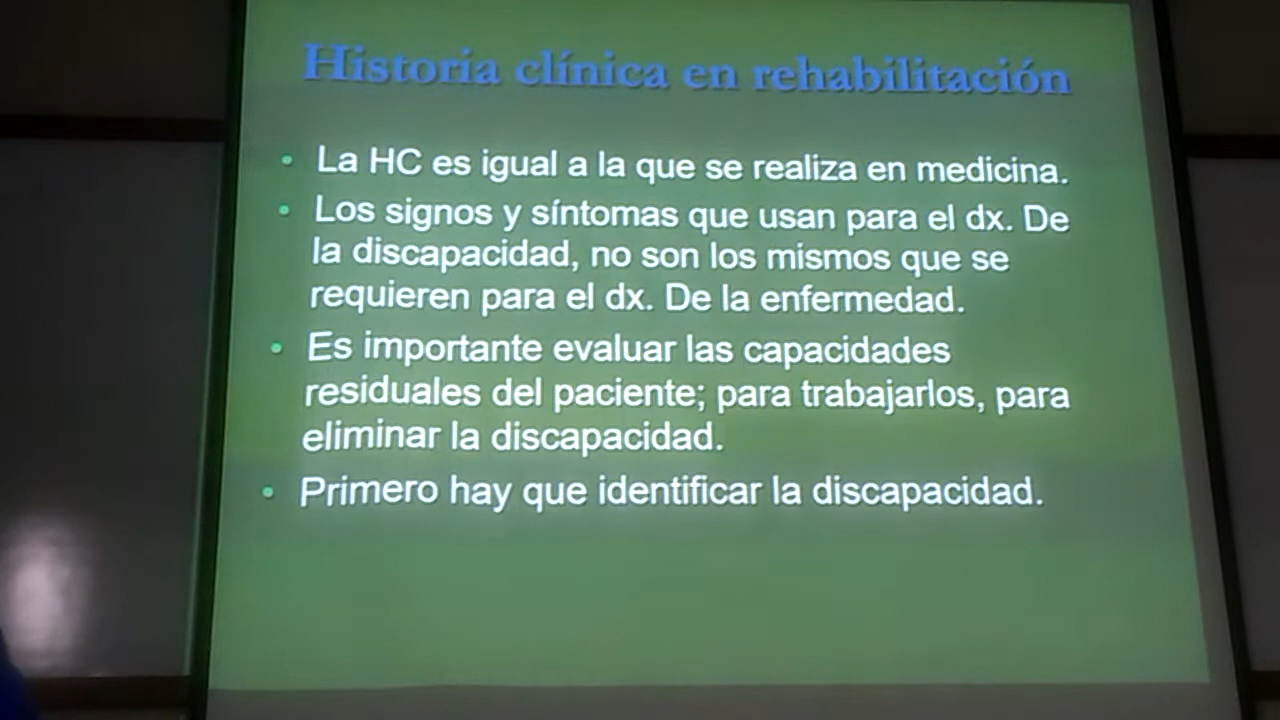 Historia clínica en rehabilitación
• La HC es igual a la que se realiza en medicina.
• Los signos y síntomas que usan para el dx. De
la discapacidad, no son los mismos que se
requieren para el dx. De la enfermedad.
• Es importante evaluar las capacidades
residuales del paciente; para trabajarlos, para
eliminar la discapacidad.
• Primero hay que identificar la discapacidad.